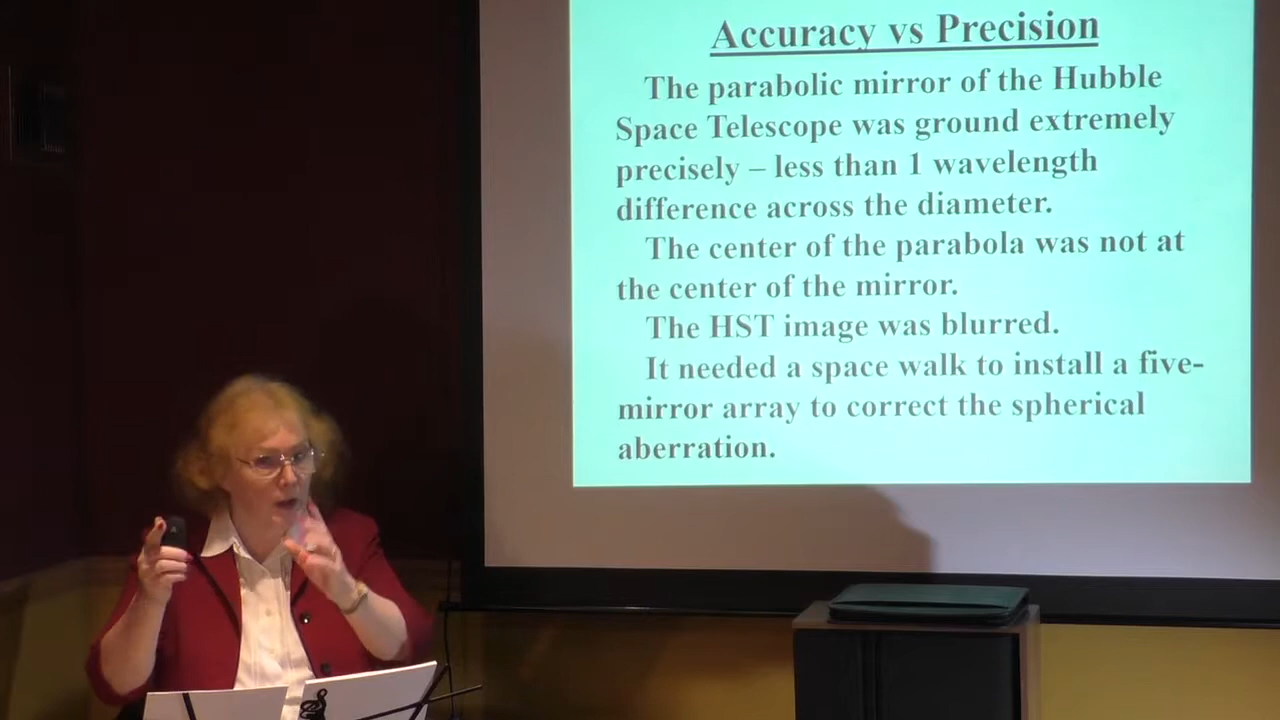 Accuracy vs Precision
The parabolic mirror of the Hubble
Space Telescope was ground extremely
precisely – less than 1 wavelength
difference across the diameter.
The center of the parabola was not at
the center of the mirror.
The HST image was blurred.
It needed a space walk to install a five-
mirror array to correct the spherical
aberration.